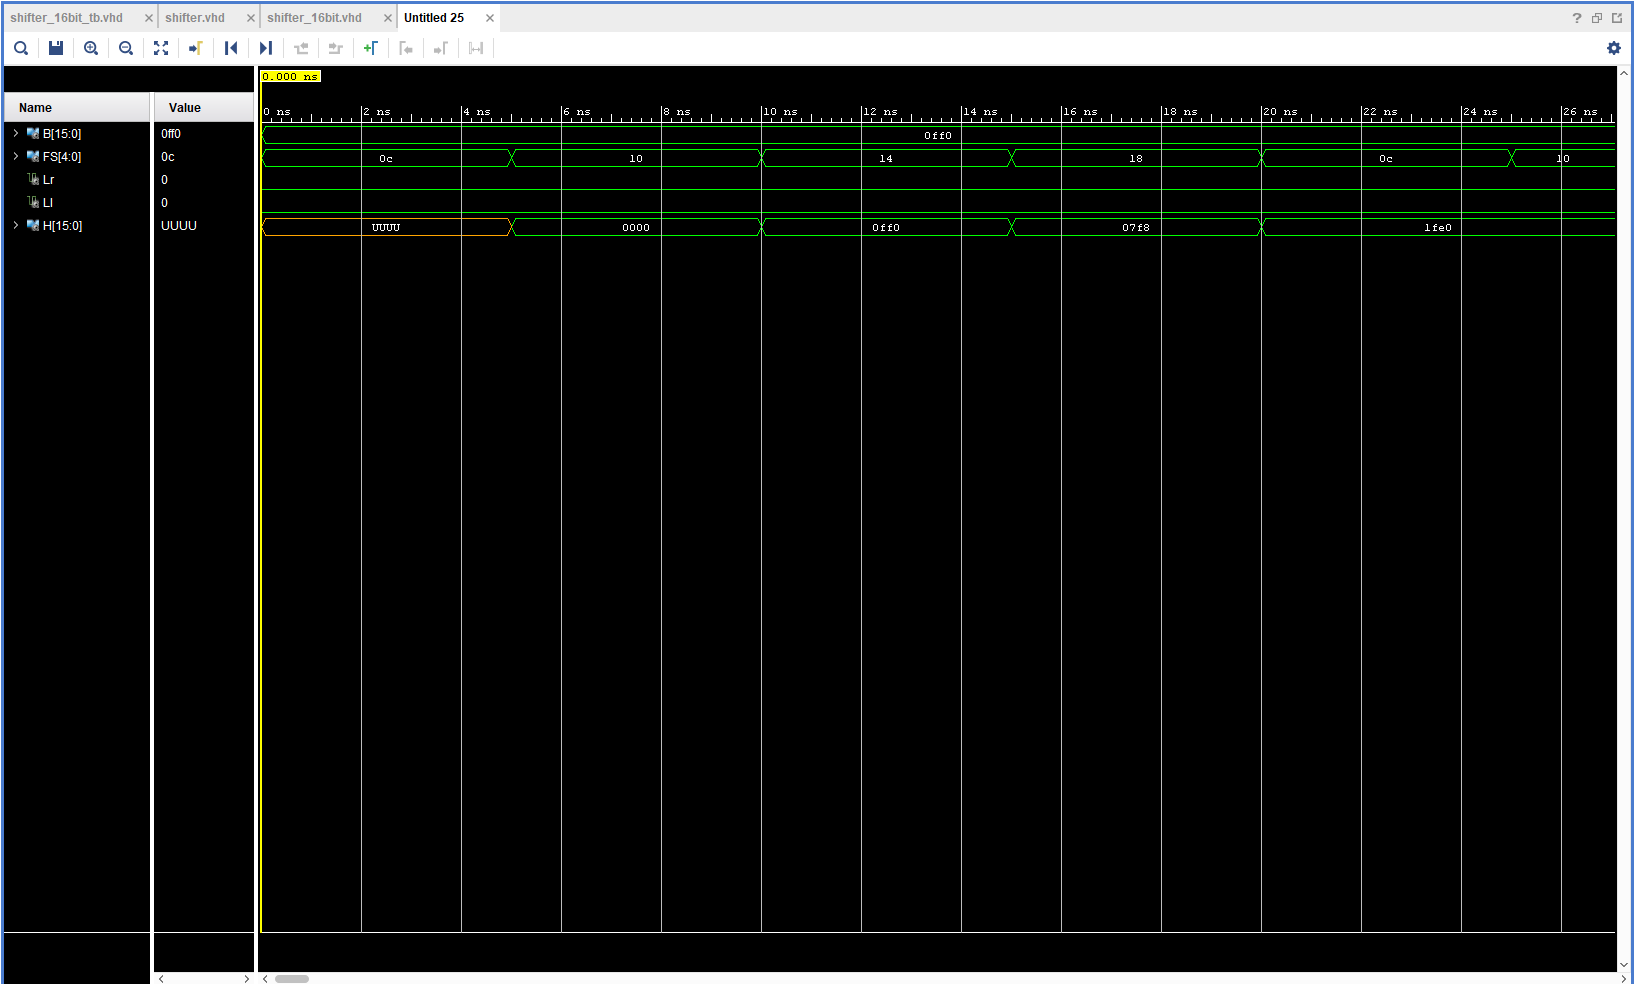 shifter_16bit_tb.vhd shifter.vhd shifter_16bit.vhd Untitled 25
0.000 ns
Name Value
0 ns 2 ns 4 ns 6 ns 8 ns 10 ns 12 ns 14 ns 16 ns 18 ns 20 ns 22 ns 24 ns 26 ns
B[15:0] 0ff0 0ff0
FS[4:0] 0c 0c 10 14 18 0c 10
Lr 0
Ll 0
H[15:0] UUUU UUUU 0000 0ff0 07f8 1fe0